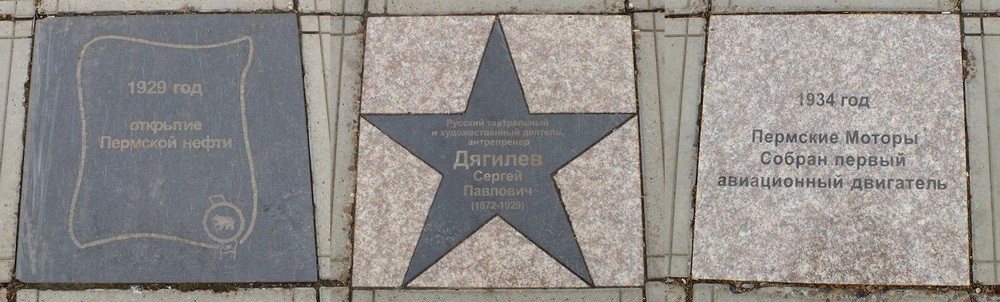 1929 год
открытие
Пермской нефти
Русский театральный
и художественный деятель,
антрепренер
Дягилев
Сергей
Павлович
(1872-1929)
1934 год
Пермские Моторы
Собран первый
авиационный двигатель